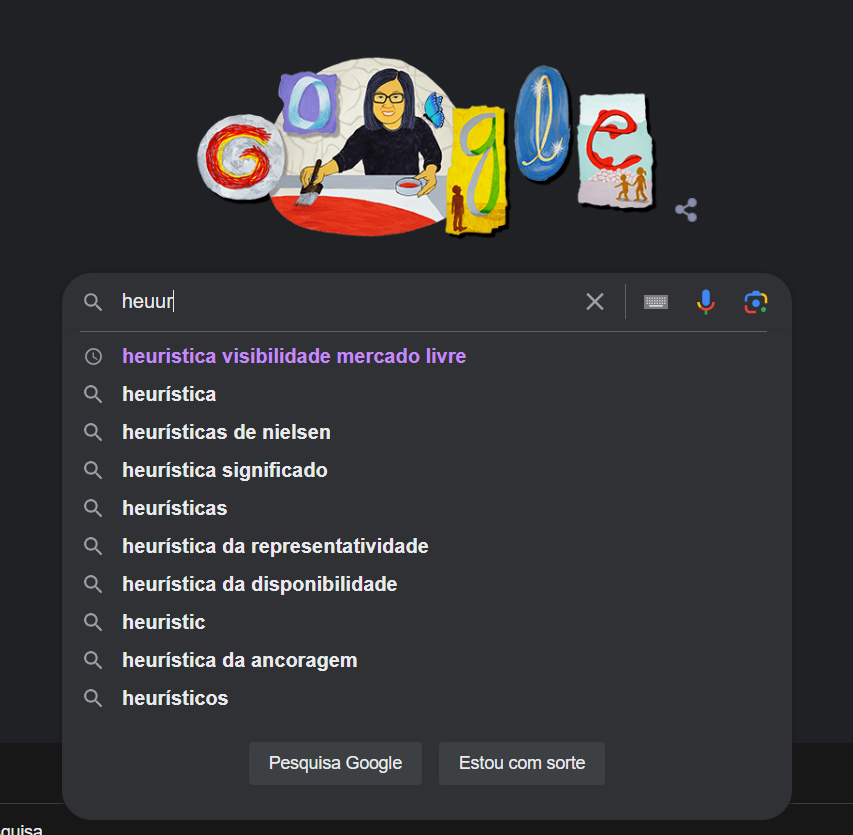 Google
heuur
heuristica visibilidade mercado livre
heurística
heurísticas de nielsen
heurística significado
heurísticas
heurística da representatividade
heurística da disponibilidade
heuristic
heurística da ancoragem
heurísticos
Pesquisa Google
Estou com sorte
quisa